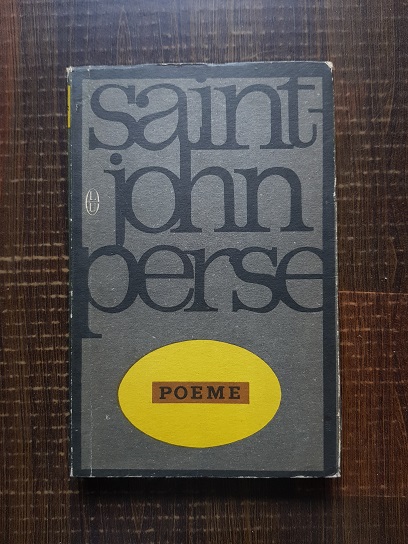 saint-
john
perse
POEME